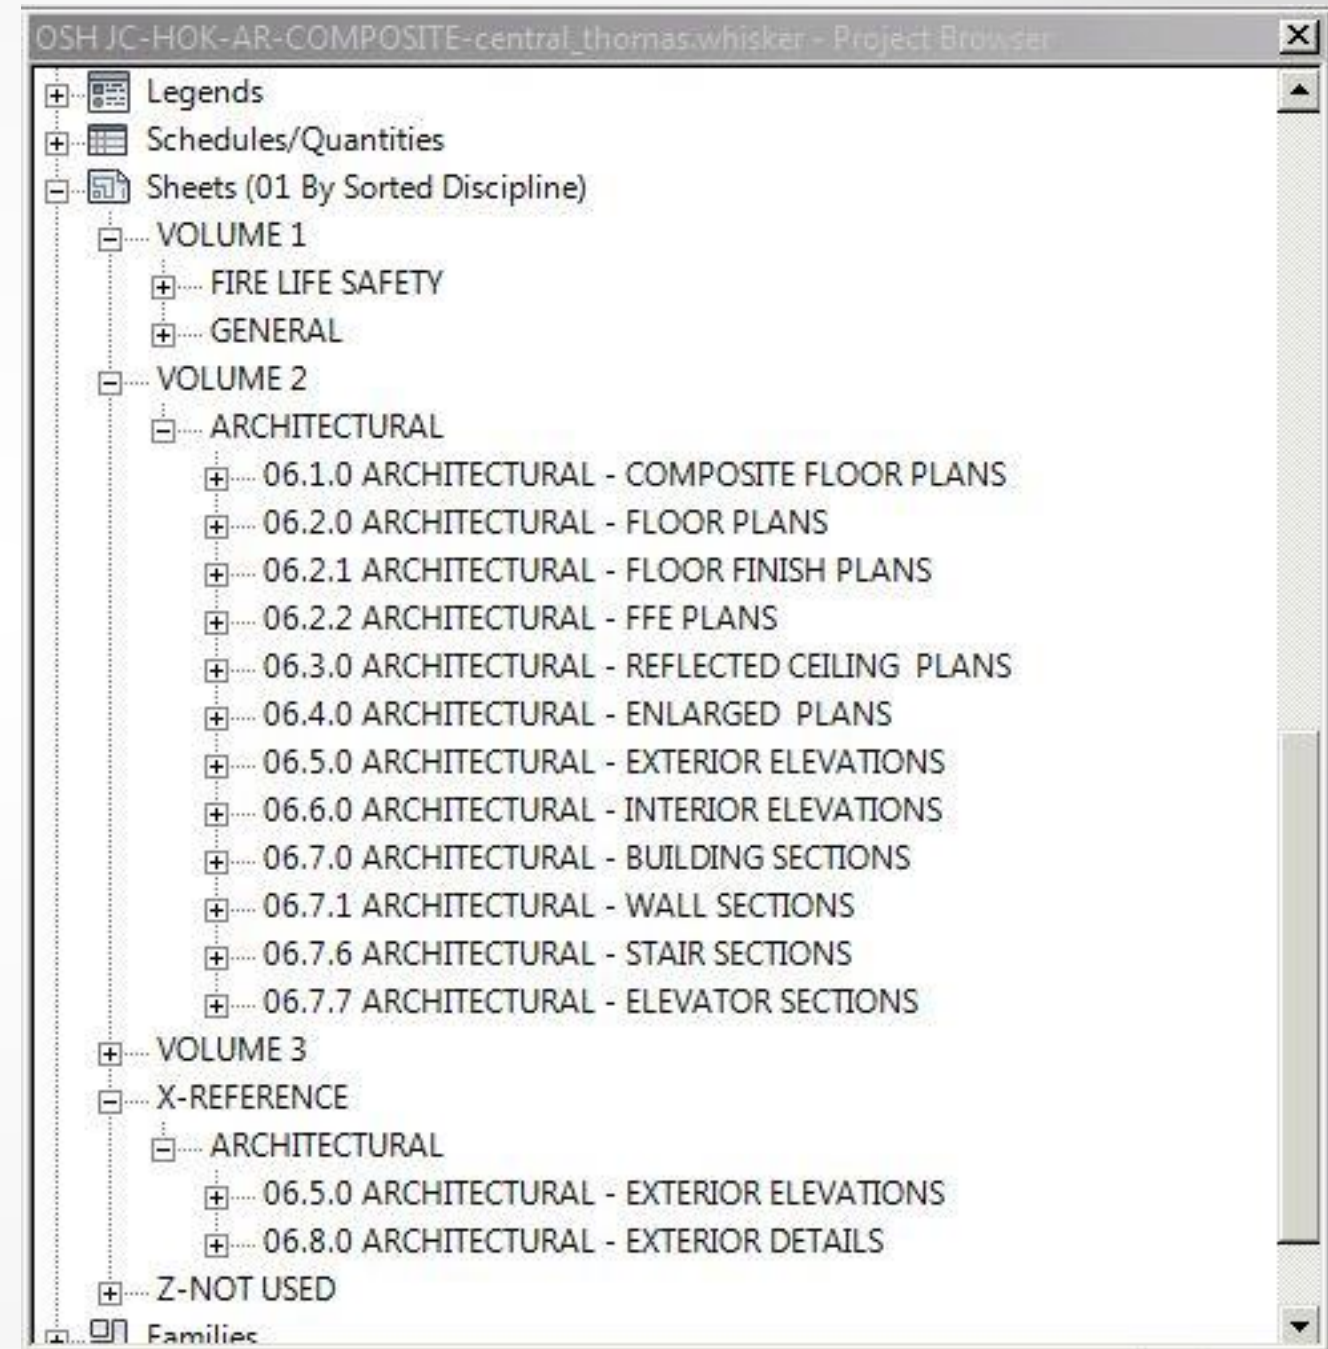 OSH JC-HOK-AR-COMPOSITE-central_thomas.whisker - Project Browser
Legends
Schedules/Quantities
Sheets (01 By Sorted Discipline)
VOLUME 1
FIRE LIFE SAFETY
GENERAL
VOLUME 2
ARCHITECTURAL
06.1.0 ARCHITECTURAL - COMPOSITE FLOOR PLANS
06.2.0 ARCHITECTURAL - FLOOR PLANS
06.2.1 ARCHITECTURAL - FLOOR FINISH PLANS
06.2.2 ARCHITECTURAL - FFE PLANS
06.3.0 ARCHITECTURAL - REFLECTED CEILING  PLANS
06.4.0 ARCHITECTURAL - ENLARGED  PLANS
06.5.0 ARCHITECTURAL - EXTERIOR ELEVATIONS
06.6.0 ARCHITECTURAL - INTERIOR ELEVATIONS
06.7.0 ARCHITECTURAL - BUILDING SECTIONS
06.7.1 ARCHITECTURAL - WALL SECTIONS
06.7.6 ARCHITECTURAL - STAIR SECTIONS
06.7.7 ARCHITECTURAL - ELEVATOR SECTIONS
VOLUME 3
X-REFERENCE
ARCHITECTURAL
06.5.0 ARCHITECTURAL - EXTERIOR ELEVATIONS
06.8.0 ARCHITECTURAL - EXTERIOR DETAILS
Z-NOT USED
Families